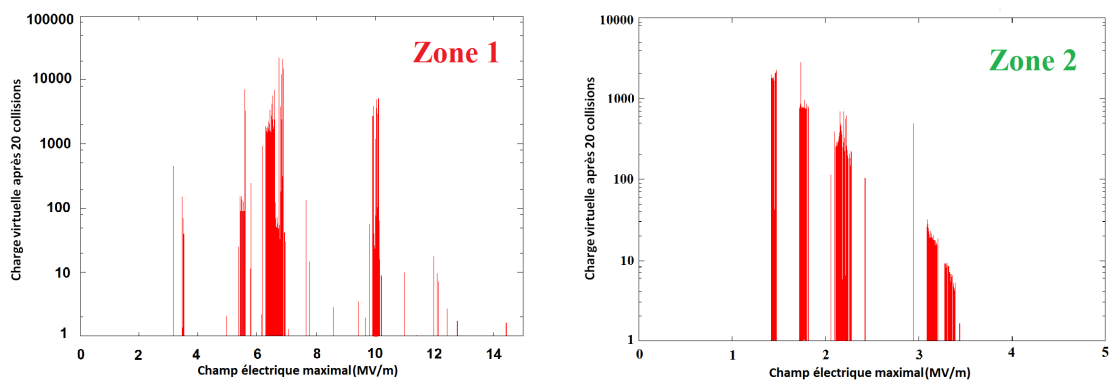 Zone 1
Charge virtuelle après 20 collisions
100000
10000
1000
100
10
1
0 2 4 6 8 10 12 14
Champ électrique maximal(MV/m)
Zone 2
Charge virtuelle après 20 collisions
10000
1000
100
10
1
0 1 2 3 4 5
Champ électrique maximal(MV/m)